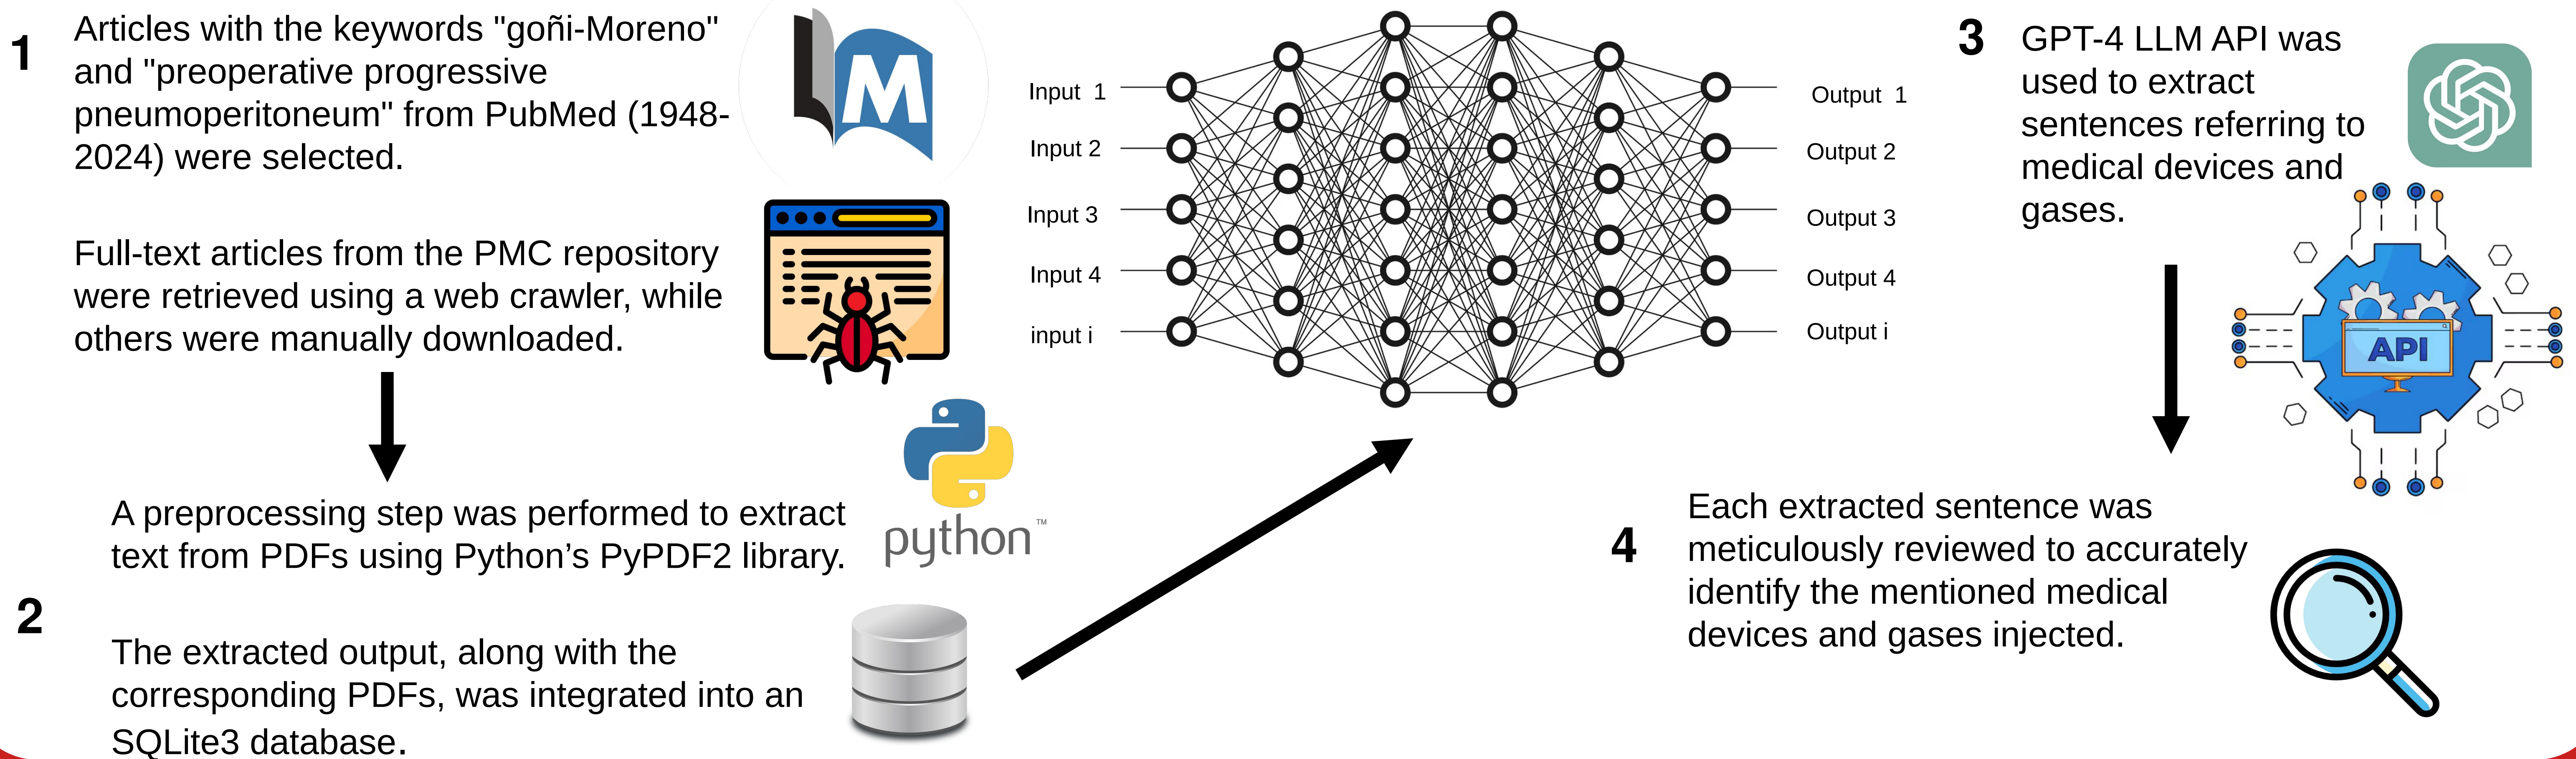 1
Articles with the keywords "goñi-Moreno"
and "preoperative progressive
pneumoperitoneum" from PubMed (1948-
2024) were selected.
M
Full-text articles from the PMC repository
were retrieved using a web crawler, while
others were manually downloaded.
A preprocessing step was performed to extract
text from PDFs using Python’s PyPDF2 library.
python™
2
The extracted output, along with the
corresponding PDFs, was integrated into an
SQLite3 database.
Input 1
Input 2
Input 3
Input 4
input i
Output 1
Output 2
Output 3
Output 4
Output i
3
GPT-4 LLM API was
used to extract
sentences referring to
medical devices and
gases.
API
4
Each extracted sentence was
meticulously reviewed to accurately
identify the mentioned medical
devices and gases injected.